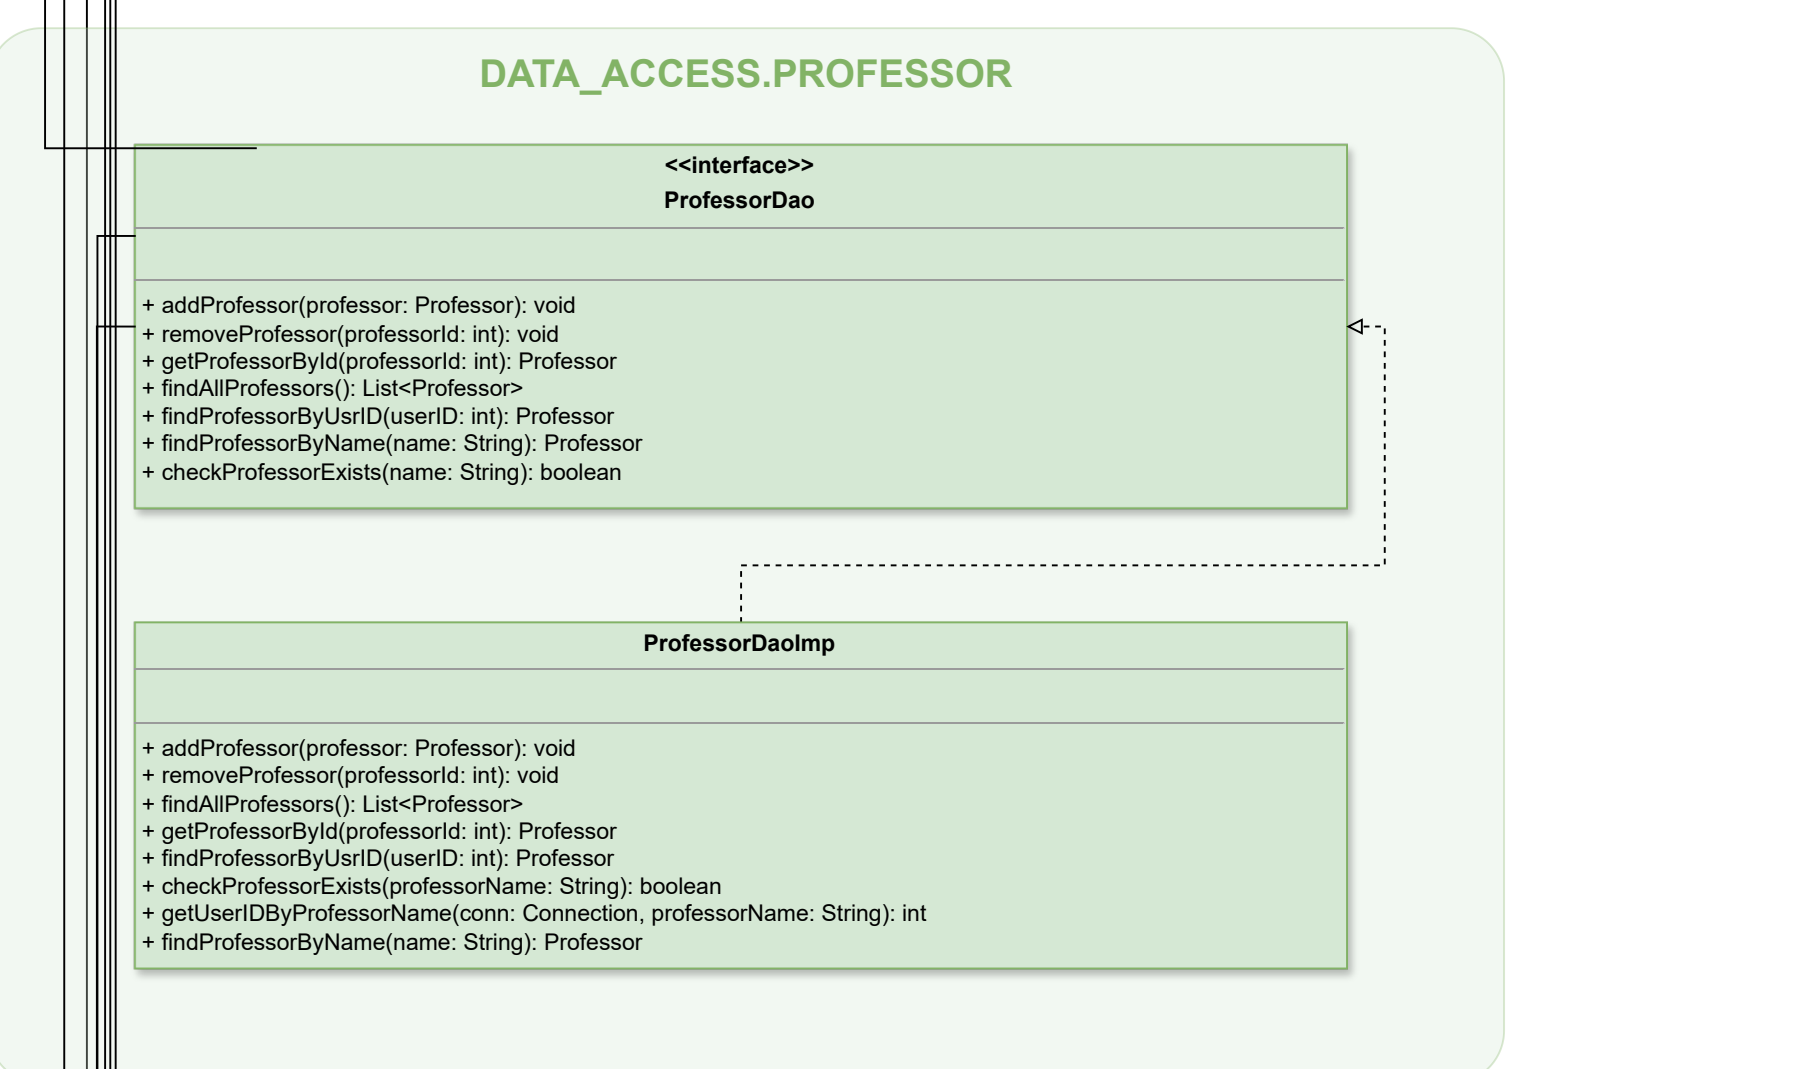 DATA_ACCESS.PROFESSOR
<<interface>>
ProfessorDao
+ addProfessor(professor: Professor): void
+ removeProfessor(professorId: int): void
+ getProfessorById(professorId: int): Professor
+ findAllProfessors(): List<Professor>
+ findProfessorByUsrID(userID: int): Professor
+ findProfessorByName(name: String): Professor
+ checkProfessorExists(name: String): boolean
ProfessorDaoImp
+ addProfessor(professor: Professor): void
+ removeProfessor(professorId: int): void
+ findAllProfessors(): List<Professor>
+ getProfessorById(professorId: int): Professor
+ findProfessorByUsrID(userID: int): Professor
+ checkProfessorExists(professorName: String): boolean
+ getUserIDByProfessorName(conn: Connection, professorName: String): int
+ findProfessorByName(name: String): Professor